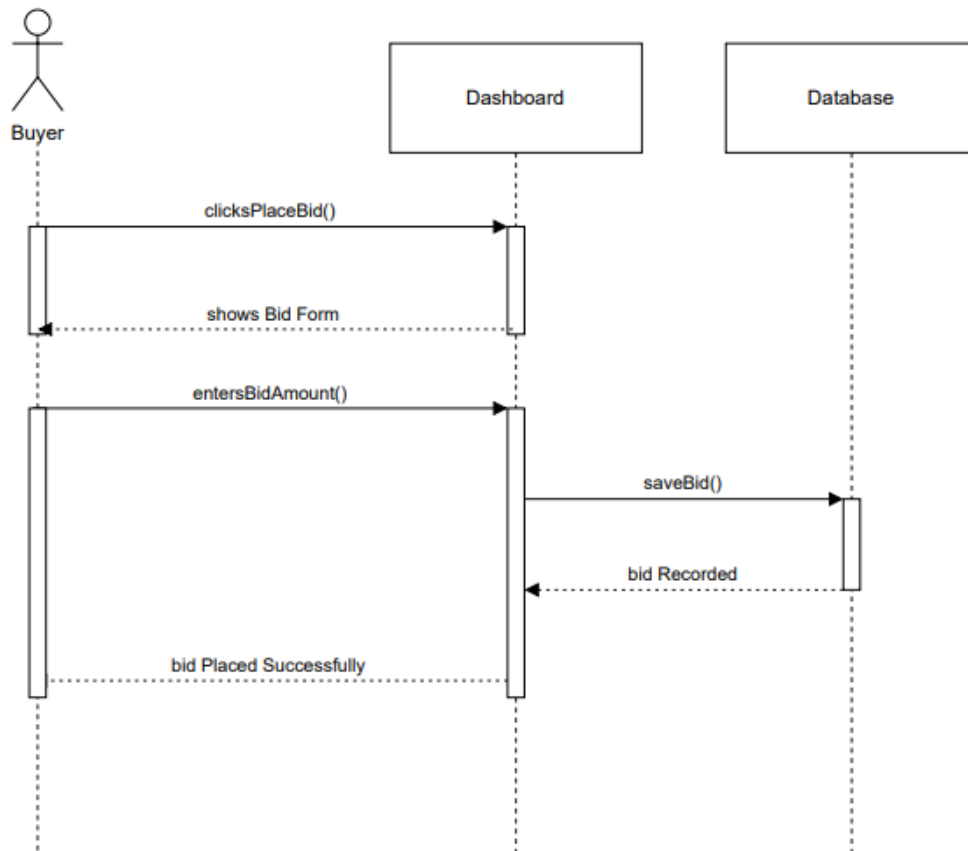 Buyer
Dashboard
Database
clicksPlaceBid()
shows Bid Form
entersBidAmount()
saveBid()
bid Recorded
bid Placed Successfully